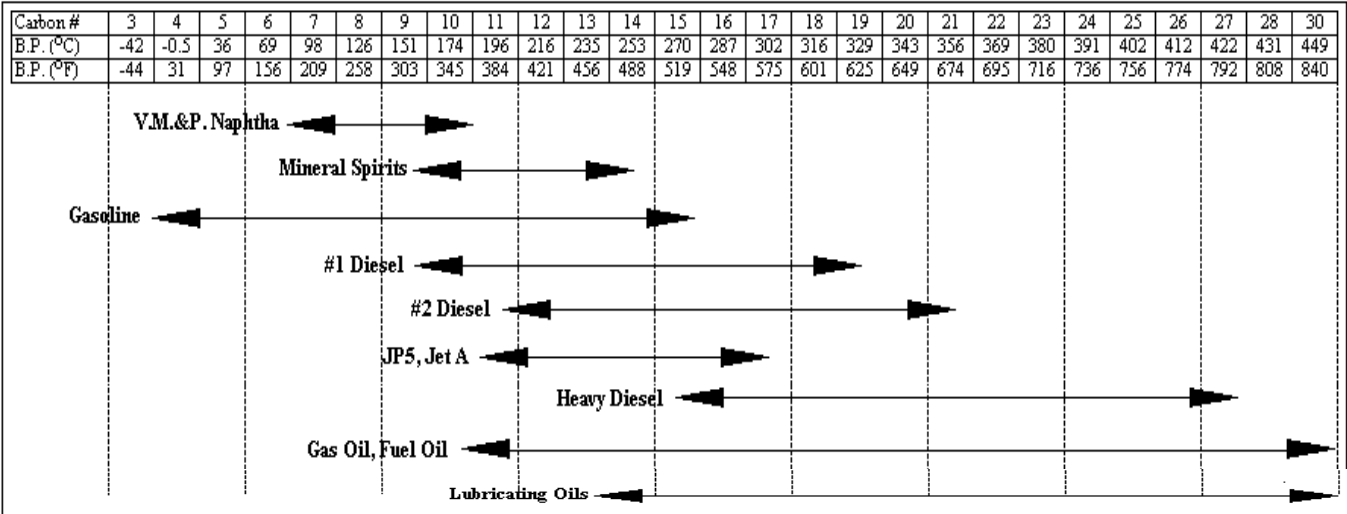 Carbon # 3 4 5 6 7 8 9 10 11 12 13 14 15 16 17 18 19 20 21 22 23 24 25 26 27 28 30
B.P. (⁰C) -42 -0.5 36 69 98 126 151 174 196 216 235 253 270 287 302 316 329 343 356 369 380 391 402 412 422 431 449
B.P. (⁰F) -44 31 97 156 209 258 303 345 384 421 456 488 519 548 575 601 625 649 674 695 716 736 756 774 792 808 840
V.M.&P. Naphtha
Mineral Spirits
Gasoline
#1 Diesel
#2 Diesel
JP5, Jet A
Heavy Diesel
Gas Oil, Fuel Oil
Lubricating Oils